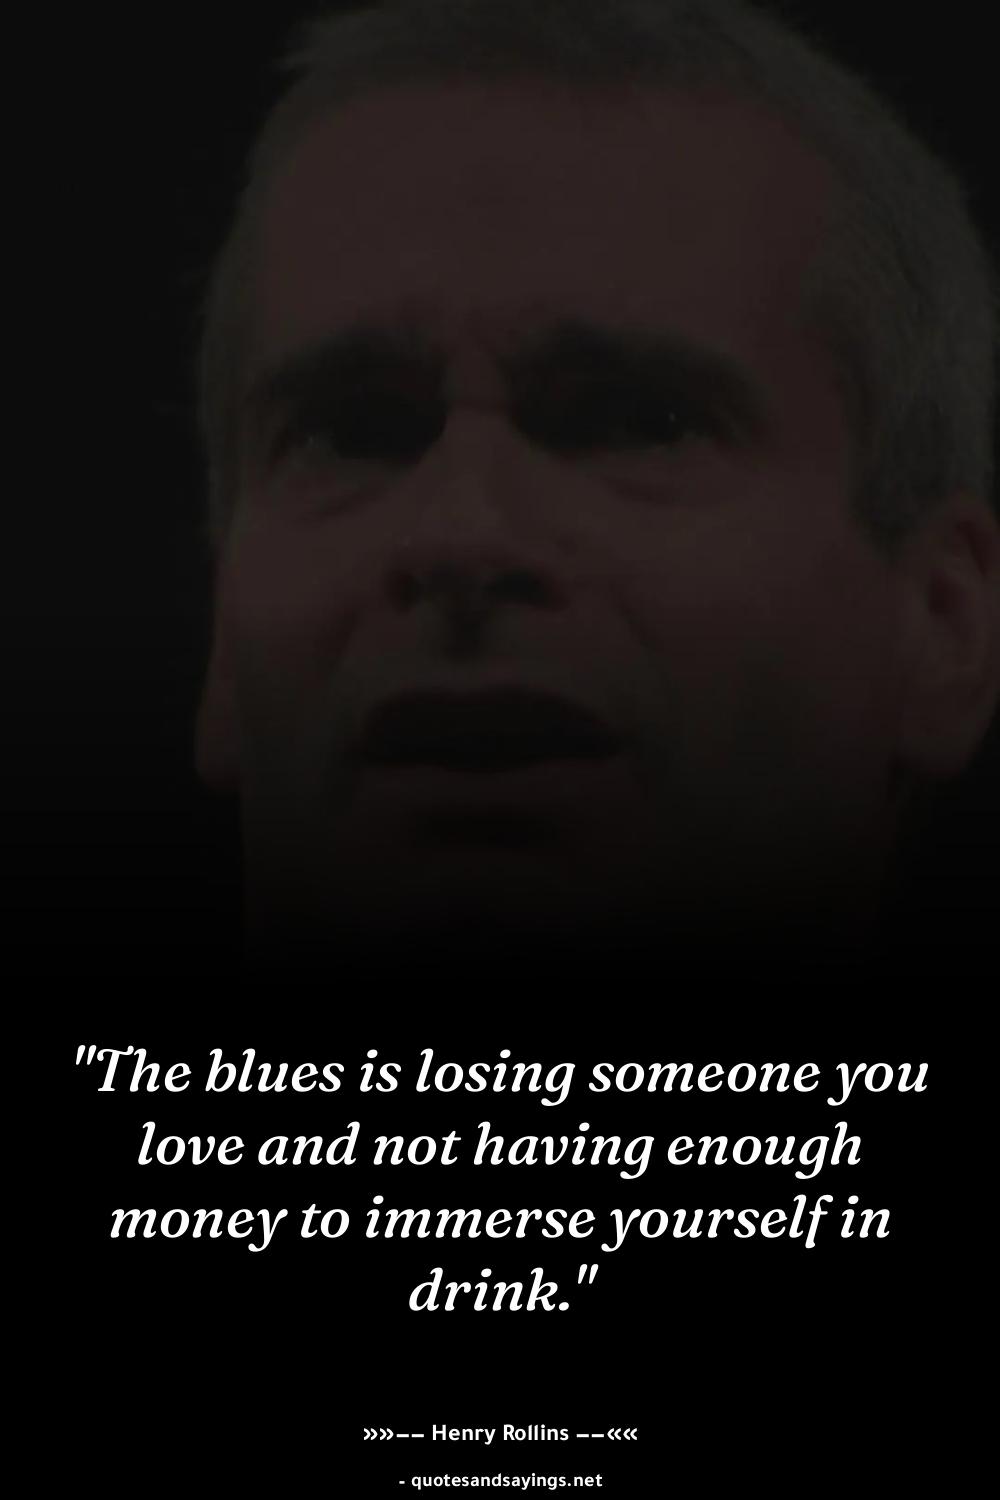 "The blues is losing someone you
love and not having enough
money to immerse yourself in
drink."
»»—— Henry Rollins ——««
- quotesandsayings.net